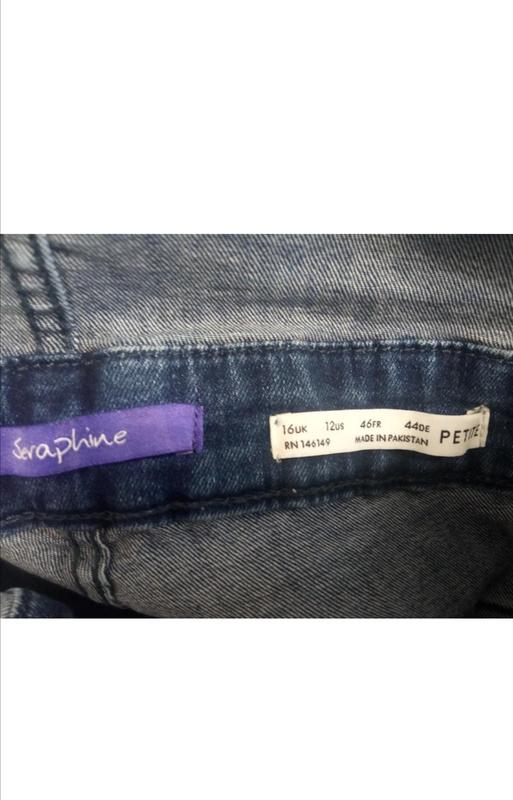 Seraphine
16UK 12US 46FR 44DE
RN 146149 MADE IN PAKISTAN
PETITE